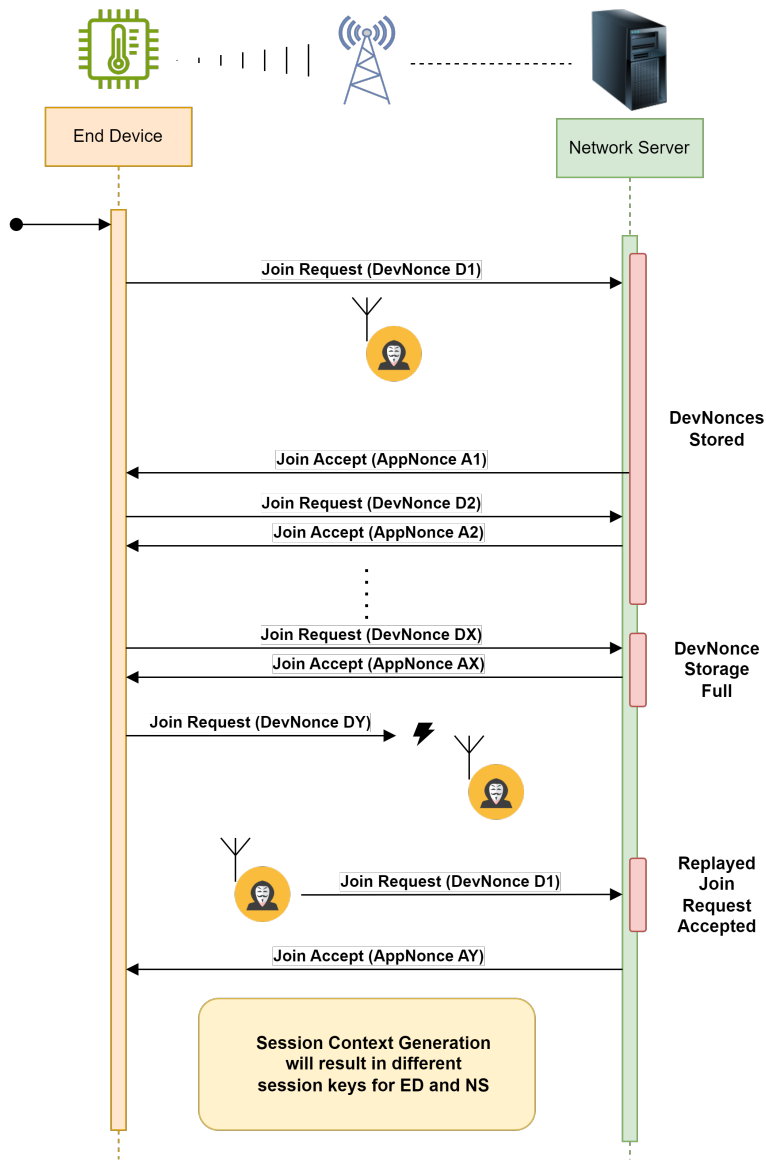 End Device
Network Server
Join Request (DevNonce D1)
DevNonces
Stored
Join Accept (AppNonce A1)
Join Request (DevNonce D2)
Join Accept (AppNonce A2)
Join Request (DevNonce DX)
Join Accept (AppNonce AX)
DevNonce
Storage
Full
Join Request (DevNonce DY)
Join Request (DevNonce D1)
Replayed
Join
Request
Accepted
Join Accept (AppNonce AY)
Session Context Generation
will result in different
session keys for ED and NS